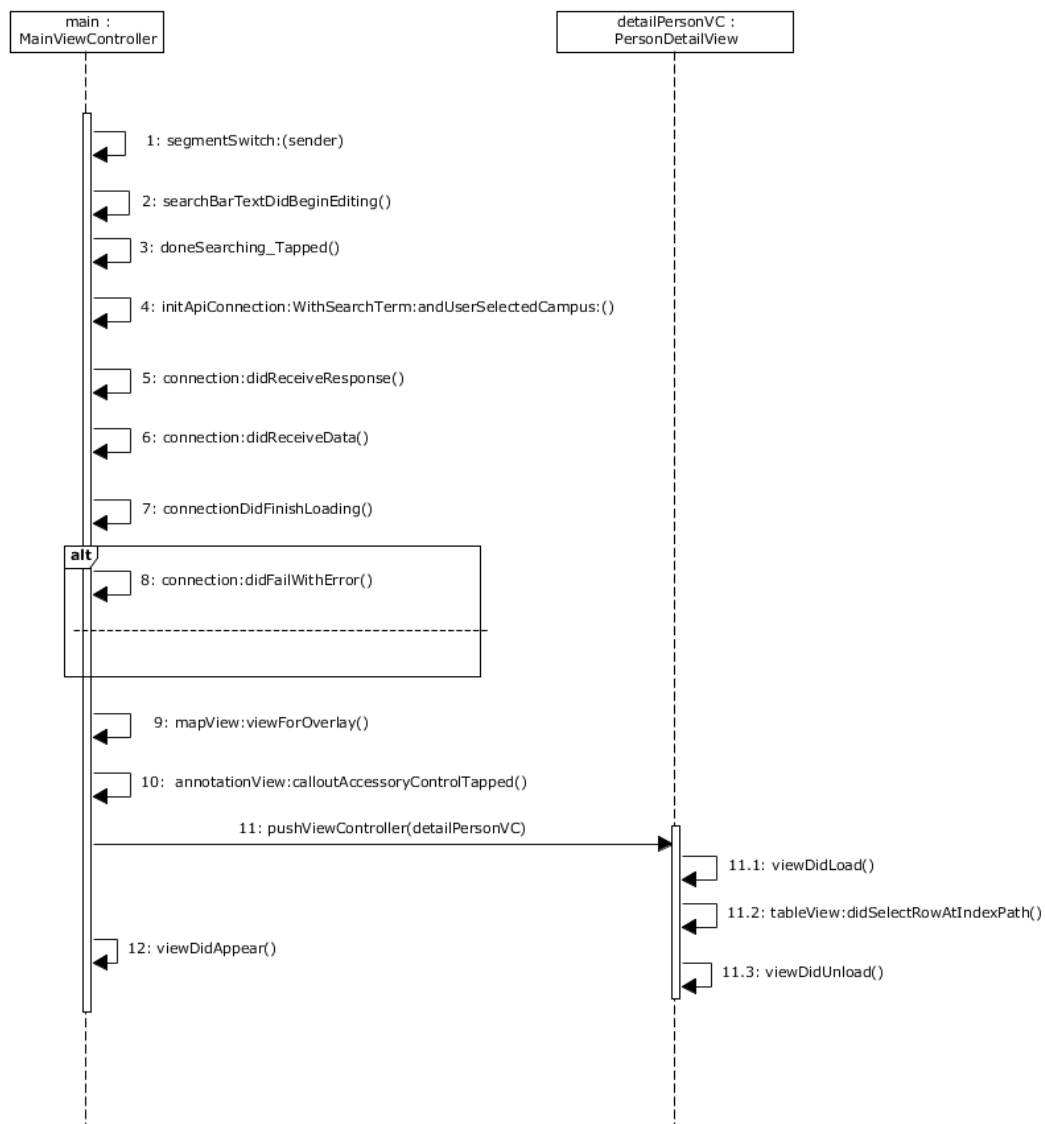 main :
MainViewController
detailPersonVC :
PersonDetailView
1: segmentSwitch:(sender)
2: searchBarTextDidBeginEditing()
3: doneSearching_Tapped()
4: initApiConnection:WithSearchTerm:andUserSelectedCampus:()
5: connection:didReceiveResponse()
6: connection:didReceiveData()
7: connectionDidFinishLoading()
alt
8: connection:didFailWithError()
9: mapView:viewForOverlay()
10: annotationView:calloutAccessoryControlTapped()
11: pushViewController(detailPersonVC)
11.1: viewDidLoad()
11.2: tableView:didSelectRowAtIndexPath()
12: viewDidAppear()
11.3: viewDidUnload()